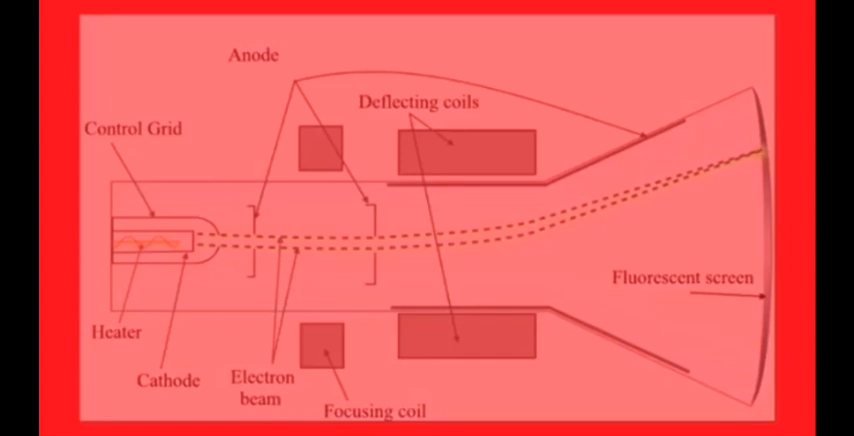 Anode
Deflecting coils
Control Grid
Fluorescent screen
Heater
Cathode
Electron
beam
Focusing coil